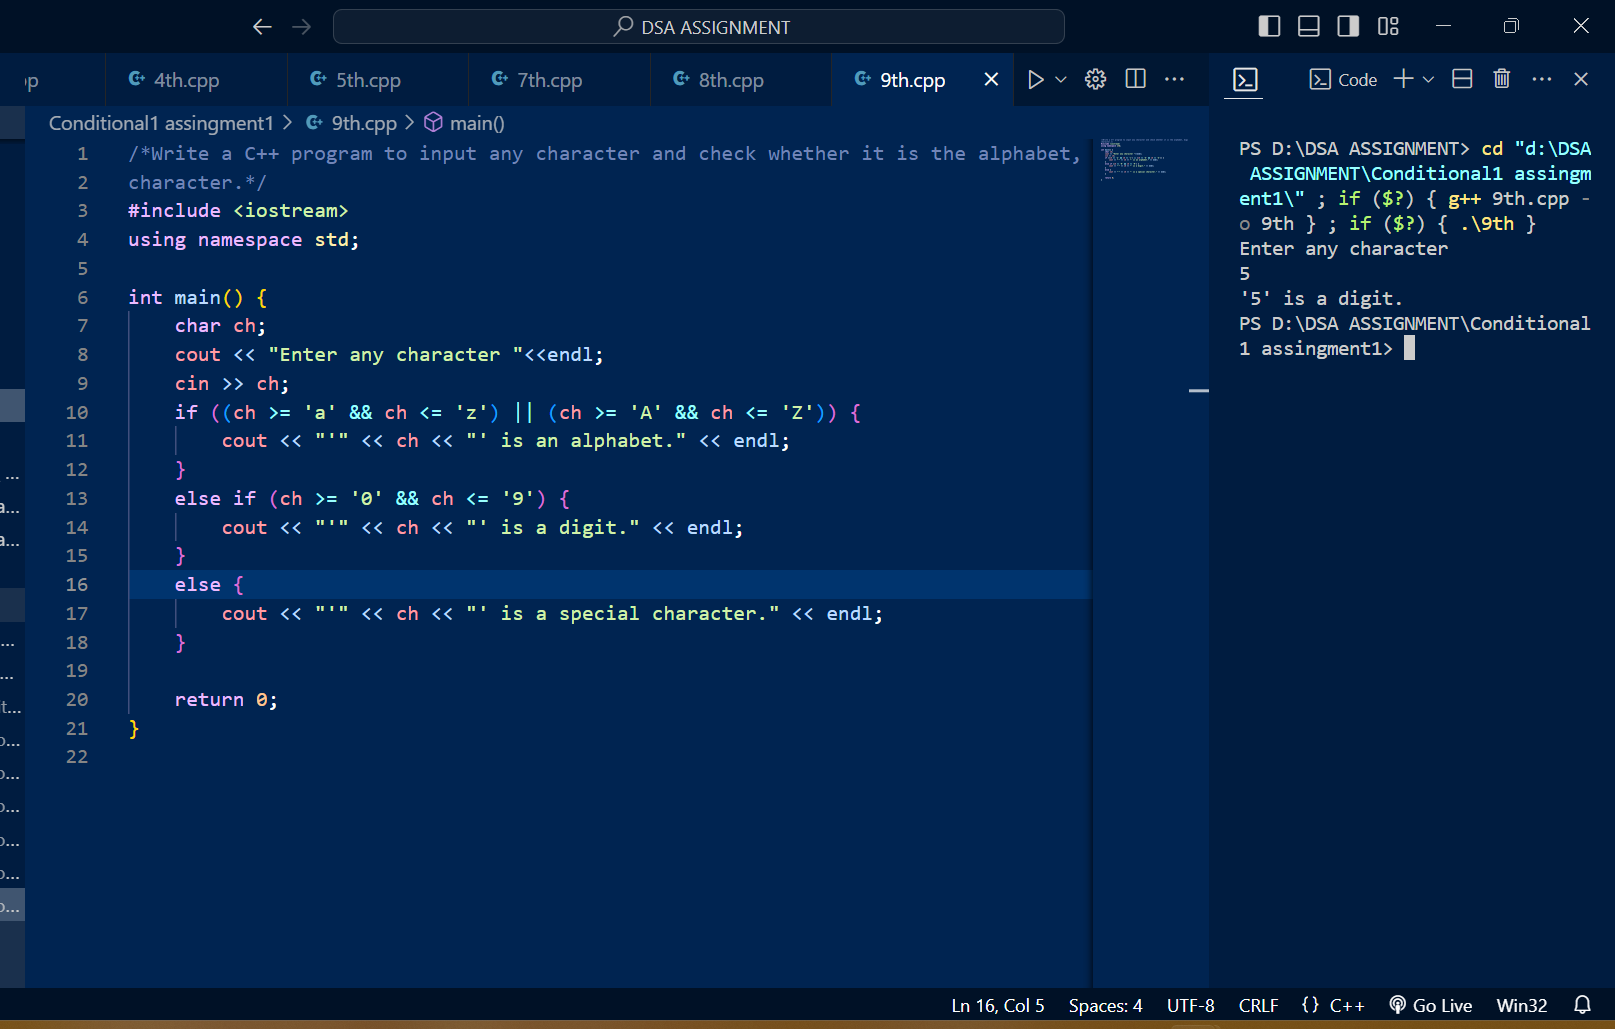 DSA ASSIGNMENT
4th.cpp 5th.cpp 7th.cpp 8th.cpp 9th.cpp
Code
Conditional1 assingment1 > 9th.cpp > main()
1 /*Write a C++ program to input any character and check whether it is the alphabet,
2 character.*/
3 #include <iostream>
4 using namespace std;
5
6 int main() {
7     char ch;
8     cout << "Enter any character "<<endl;
9     cin >> ch;
10     if ((ch >= 'a' && ch <= 'z') || (ch >= 'A' && ch <= 'Z')) {
11         cout << "'" << ch << "' is an alphabet." << endl;
12     }
13     else if (ch >= '0' && ch <= '9') {
14         cout << "'" << ch << "' is a digit." << endl;
15     }
16     else {
17         cout << "'" << ch << "' is a special character." << endl;
18     }
19
20     return 0;
21 }
22
PS D:\DSA ASSIGNMENT> cd "d:\DSA
 ASSIGNMENT\Conditional1 assingm
ent1\" ; if ($?) { g++ 9th.cpp -
o 9th } ; if ($?) { .\9th }
Enter any character
5
'5' is a digit.
PS D:\DSA ASSIGNMENT\Conditional
1 assingment1>
Ln 16, Col 5 Spaces: 4 UTF-8 CRLF {} C++ Go Live Win32